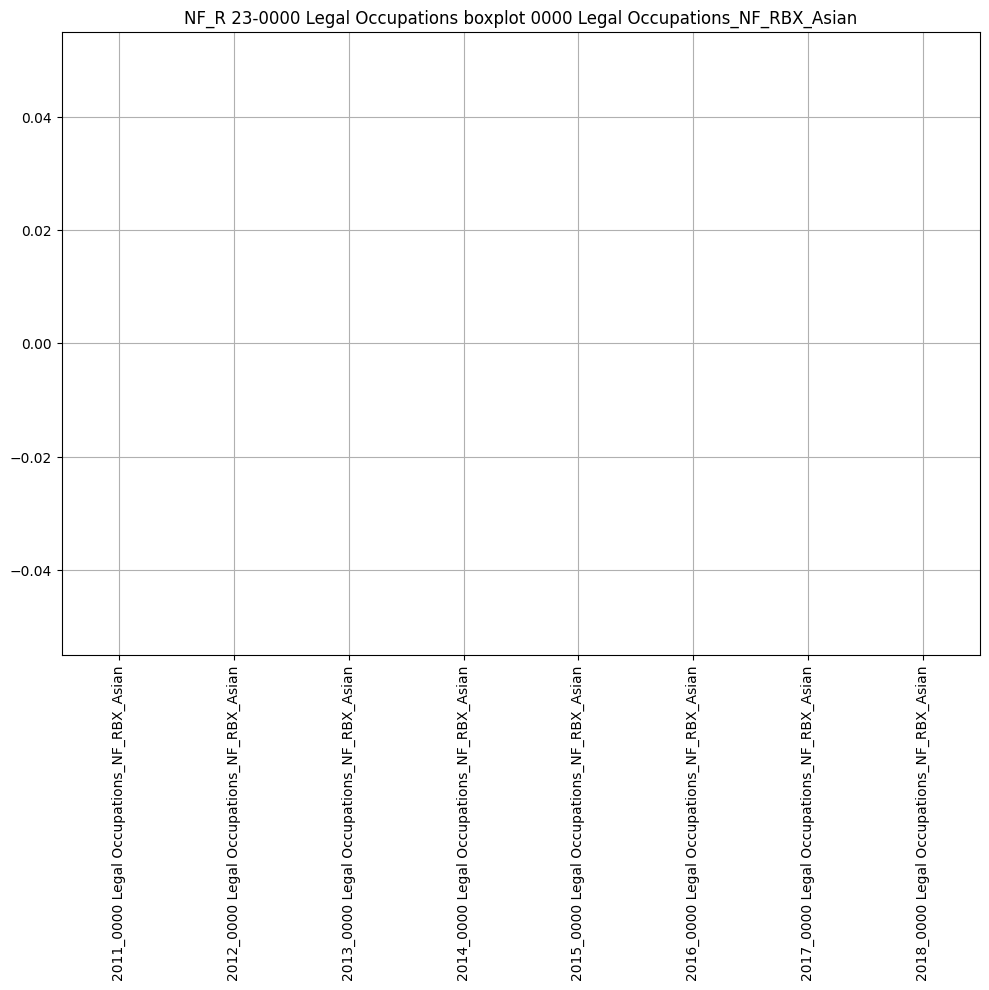 NF_R 23-0000 Legal Occupations boxplot 0000 Legal Occupations_NF_RBX_Asian
0.04
0.02
0.00
−0.02
−0.04
2011_0000 Legal Occupations_NF_RBX_Asian
2012_0000 Legal Occupations_NF_RBX_Asian
2013_0000 Legal Occupations_NF_RBX_Asian
2014_0000 Legal Occupations_NF_RBX_Asian
2015_0000 Legal Occupations_NF_RBX_Asian
2016_0000 Legal Occupations_NF_RBX_Asian
2017_0000 Legal Occupations_NF_RBX_Asian
2018_0000 Legal Occupations_NF_RBX_Asian